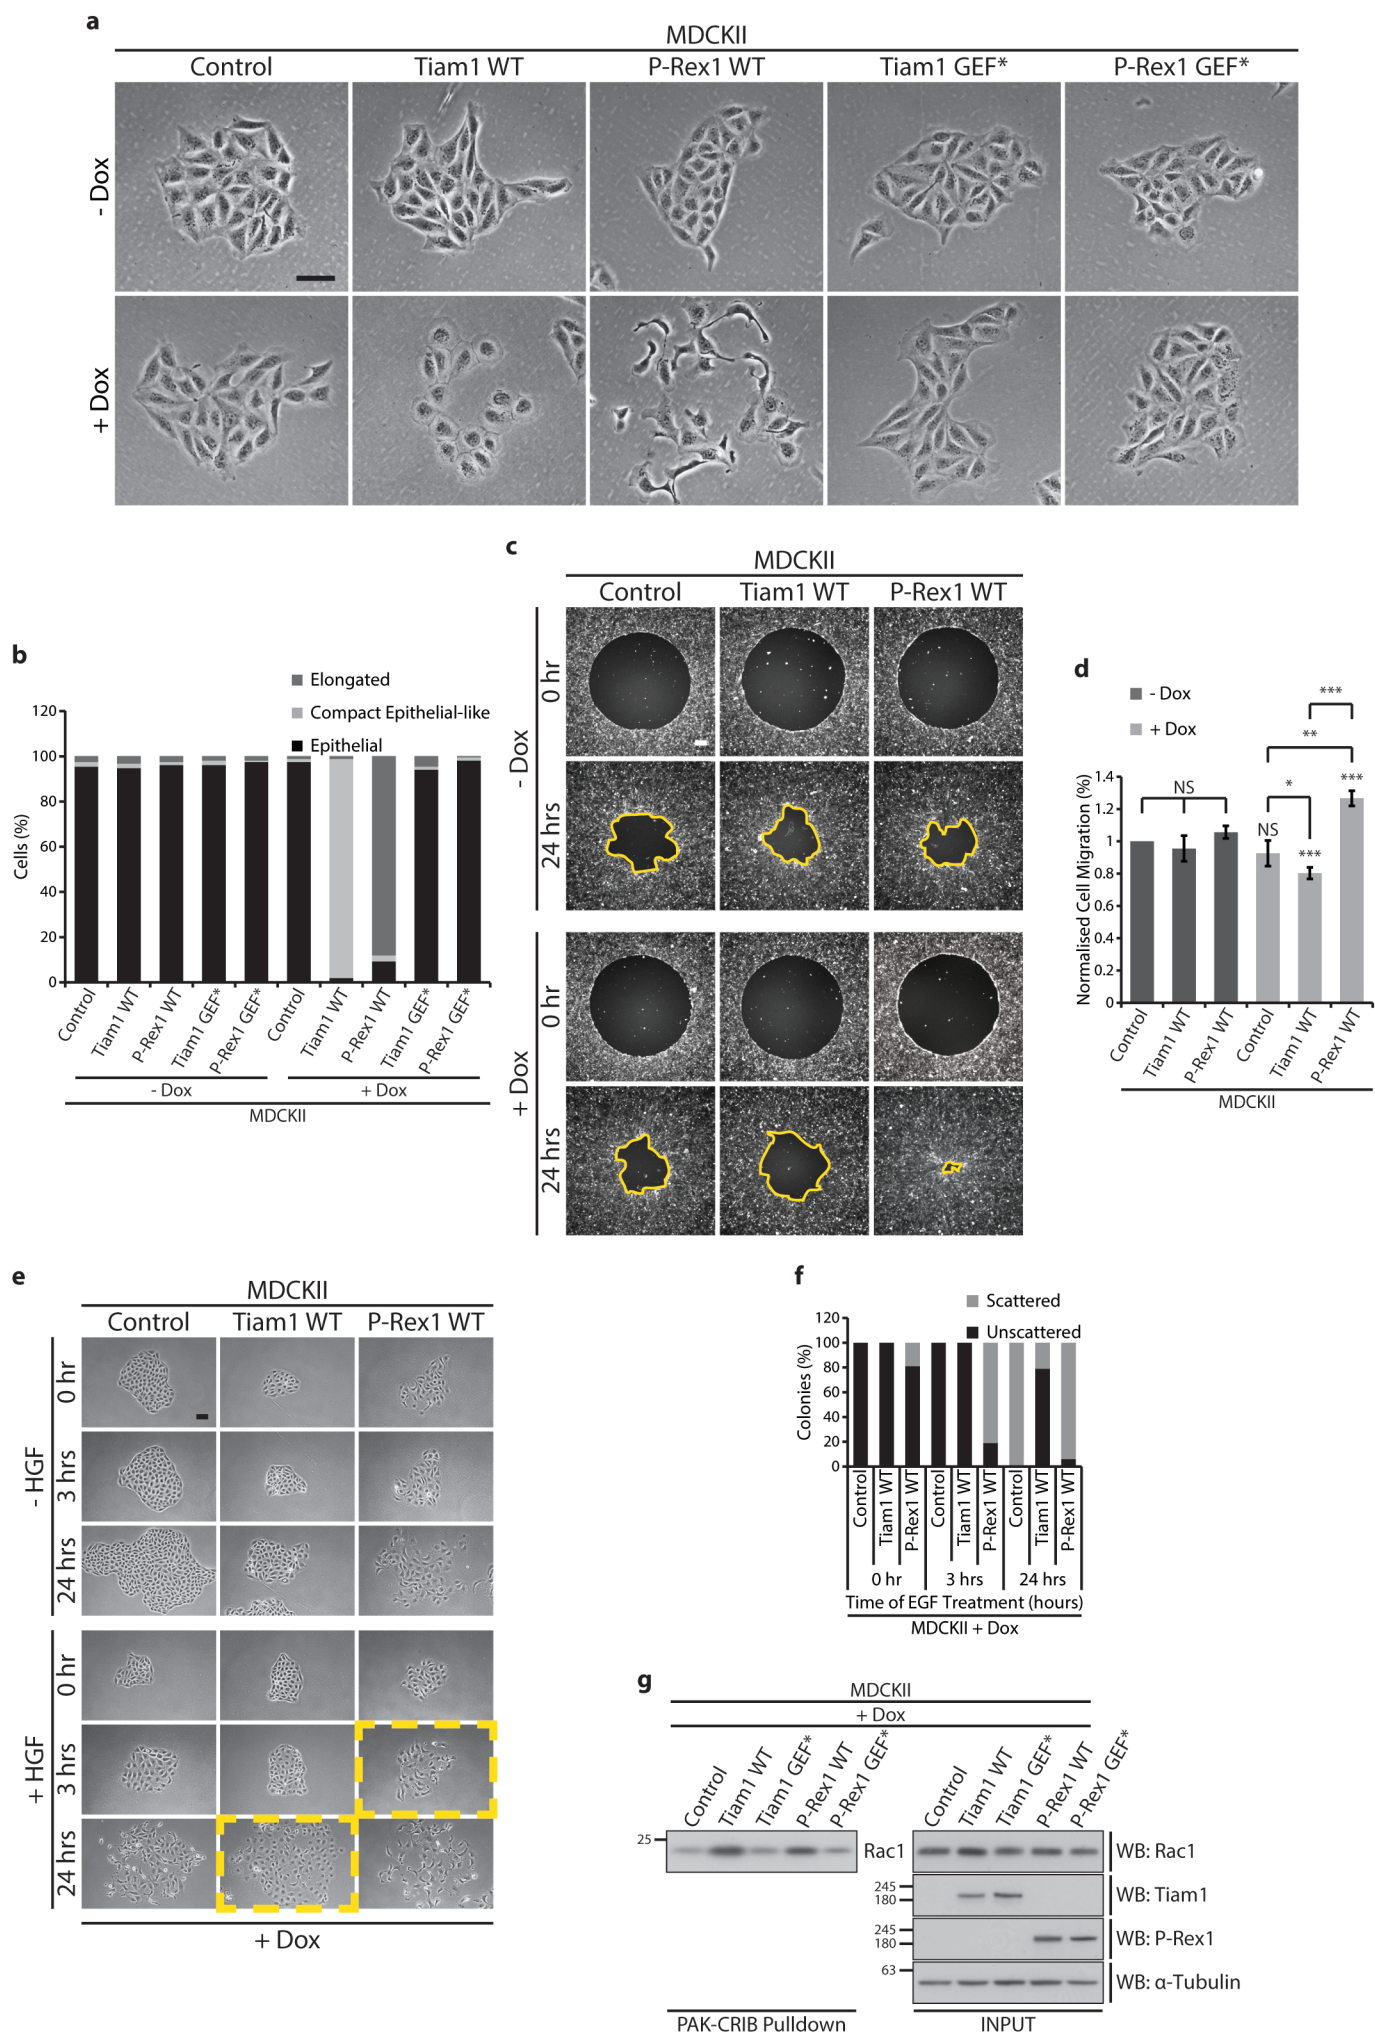 a
MDCKII
Control Tiam1 WT P-Rex1 WT Tiam1 GEF* P-Rex1 GEF*
- Dox
+ Dox
b
Elongated
Compact Epithelial-like
Epithelial
Cells (%)
120
100
80
60
40
20
0
Control Tiam1 WT P-Rex1 WT Tiam1 GEF* P-Rex1 GEF* Control Tiam1 WT P-Rex1 WT Tiam1 GEF* P-Rex1 GEF*
- Dox + Dox
MDCKII
c
MDCKII
Control Tiam1 WT P-Rex1 WT
- Dox
0 hr
24 hrs
+ Dox
0 hr
24 hrs
d
- Dox
+ Dox
***
**
*
NS
NS
***
***
Normalised Cell Migration (%)
1.4
1.2
1
0.8
0.6
0.4
0.2
0
Control Tiam1 WT P-Rex1 WT Control Tiam1 WT P-Rex1 WT
MDCKII
e
MDCKII
Control Tiam1 WT P-Rex1 WT
- HGF
0 hr
3 hrs
24 hrs
+ HGF
0 hr
3 hrs
24 hrs
+ Dox
f
Scattered
Unscattered
Colonies (%)
120
100
80
60
40
20
0
Control Tiam1 WT P-Rex1 WT Control Tiam1 WT P-Rex1 WT Control Tiam1 WT P-Rex1 WT
0 hr 3 hrs 24 hrs
Time of EGF Treatment (hours)
MDCKII + Dox
g
MDCKII
+ Dox
Control Tiam1 WT Tiam1 GEF* P-Rex1 WT P-Rex1 GEF* Control Tiam1 WT Tiam1 GEF* P-Rex1 WT P-Rex1 GEF*
25 Rac1 WB: Rac1
245
180 WB: Tiam1
245
180 WB: P-Rex1
63 WB: α-Tubulin
PAK-CRIB Pulldown INPUT